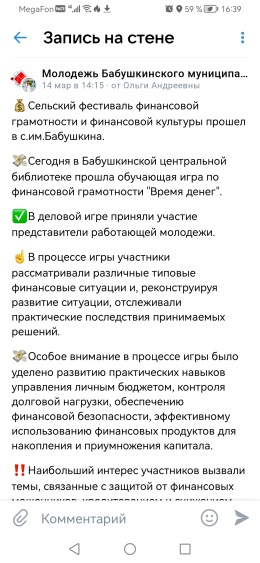 MegaFon 59 % 16:39
Запись на стене
Молодежь Бабушкинского муниципа...
14 мар в 14:15 · от Ольги Андреевны
💰Сельский фестиваль финансовой
грамотности и финансовой культуры прошел
в с.им.Бабушкина.
💸Сегодня в Бабушкинской центральной
библиотеке прошла обучающая игра по
финансовой грамотности "Время денег".
✅В деловой игре приняли участие
представители работающей молодежи.
☝В процессе игры участники
рассматривали различные типовые
финансовые ситуации и, реконструируя
развитие ситуации, отслеживали
практические последствия принимаемых
решений.
💸Особое внимание в процессе игры было
уделено развитию практических навыков
управления личным бюджетом, контроля
долговой нагрузки, обеспечению
финансовой безопасности, эффективному
использованию финансовых продуктов для
накопления и приумножения капитала.
‼Наибольший интерес участников вызвали
темы, связанные с защитой от финансовых
Комментарий